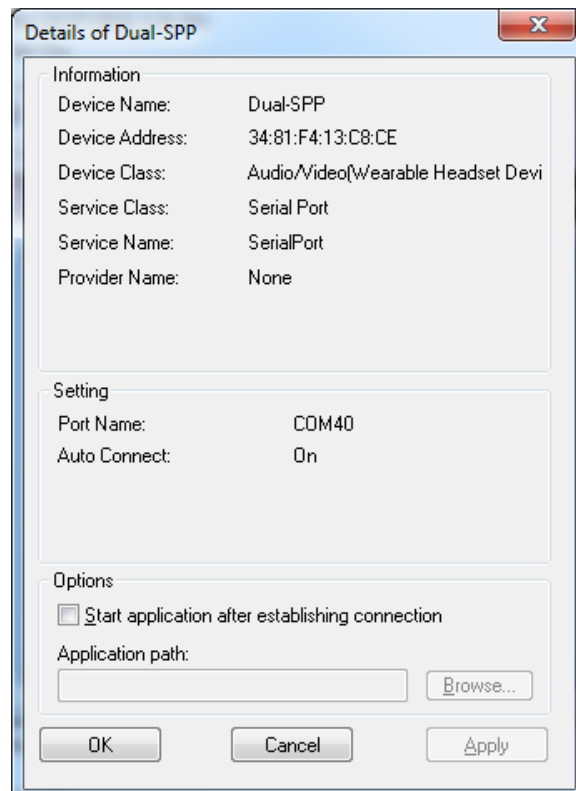 Details of Dual-SPP
Information
Device Name: Dual-SPP
Device Address: 34:81:F4:13:C8:CE
Device Class: Audio/Video(Wearable Headset Devi
Service Class: Serial Port
Service Name: SerialPort
Provider Name: None
Setting
Port Name: COM40
Auto Connect: On
Options
Start application after establishing connection
Application path:
Browse...
OK Cancel Apply